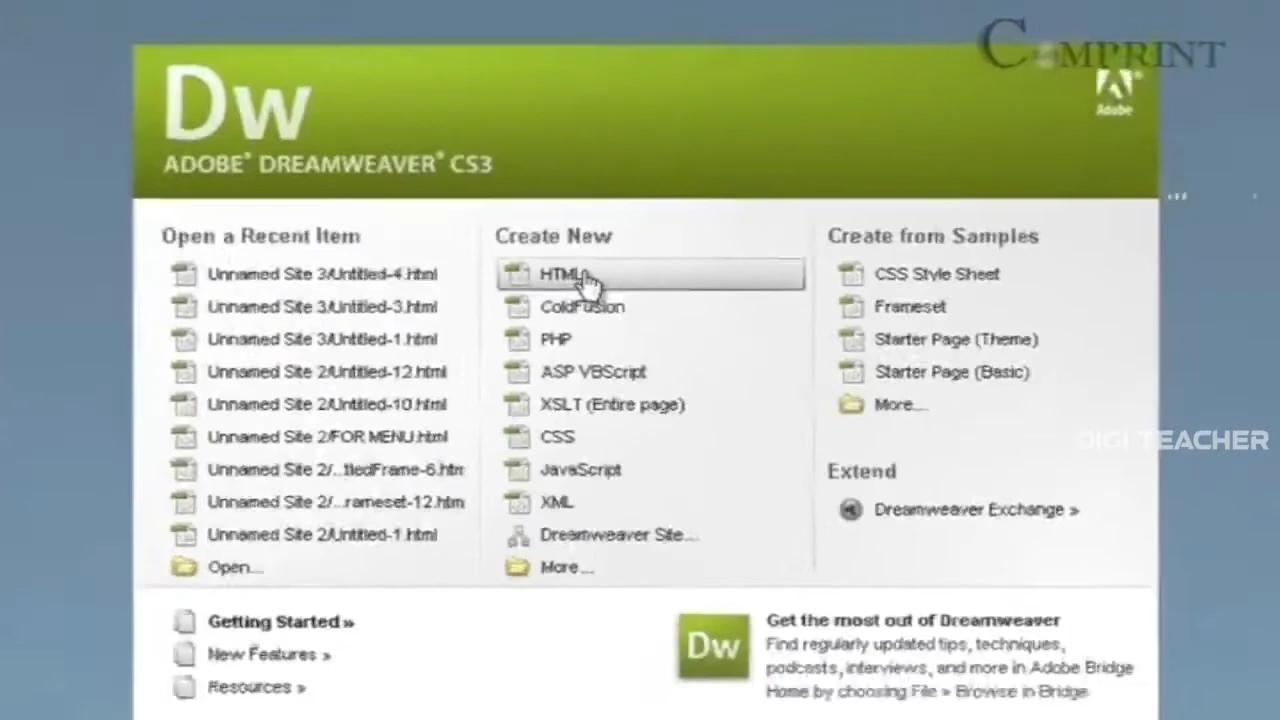 COMPRINT
Adobe
Dw
ADOBE® DREAMWEAVER® CS3
Open a Recent Item
Unnamed Site 3/Untitled-4.html
Unnamed Site 3/Untitled-3.html
Unnamed Site 3/Untitled-1.html
Unnamed Site 2/Untitled-12.html
Unnamed Site 2/Untitled-10.html
Unnamed Site 2/FOR MENU.html
Unnamed Site 2/...tledFrame-6.htm
Unnamed Site 2/...rameset-12.htm
Unnamed Site 2/Untitled-1.html
Open...
Create New
HTML
ColdFusion
PHP
ASP VBScript
XSLT (Entire page)
CSS
JavaScript
XML
Dreamweaver Site...
More...
Create from Samples
CSS Style Sheet
Frameset
Starter Page (Theme)
Starter Page (Basic)
More...
DIGI TEACHER
Extend
Dreamweaver Exchange »
Getting Started »
New Features »
Resources »
Dw
Get the most out of Dreamweaver
Find regularly updated tips, techniques,
podcasts, interviews, and more in Adobe Bridge
Home by choosing File » Browse in Bridge